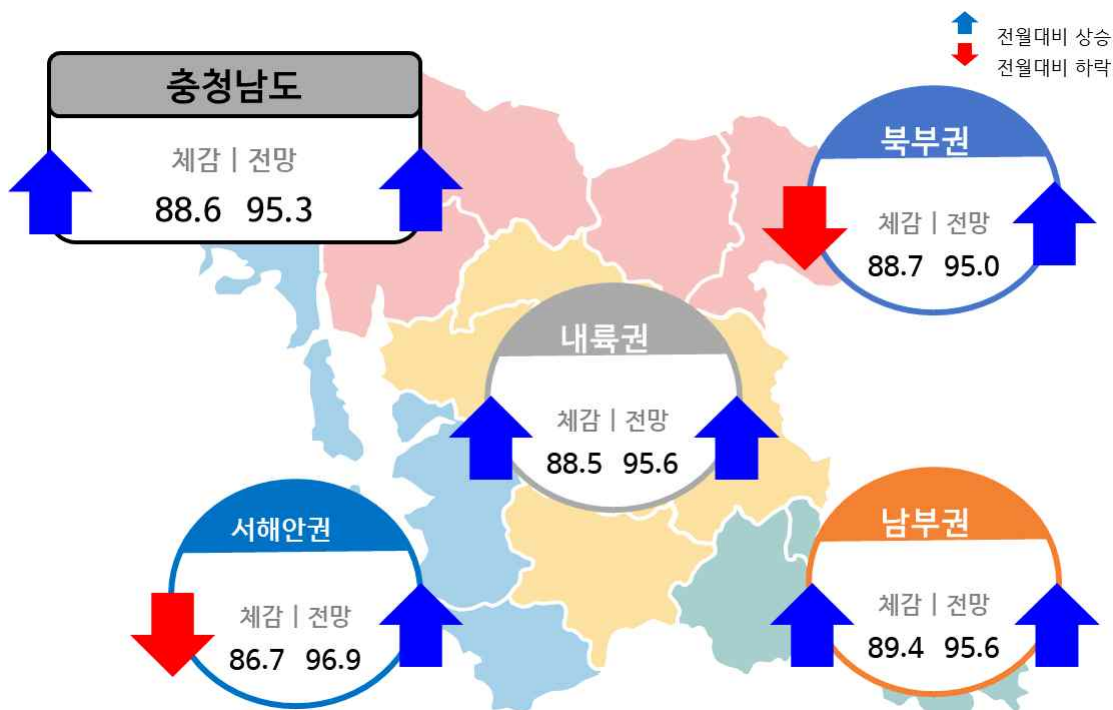 전월대비 상승
전월대비 하락
충청남도
체감 | 전망
88.6 95.3
북부권
체감 | 전망
88.7 95.0
내륙권
체감 | 전망
88.5 95.6
서해안권
체감 | 전망
86.7 96.9
남부권
체감 | 전망
89.4 95.6